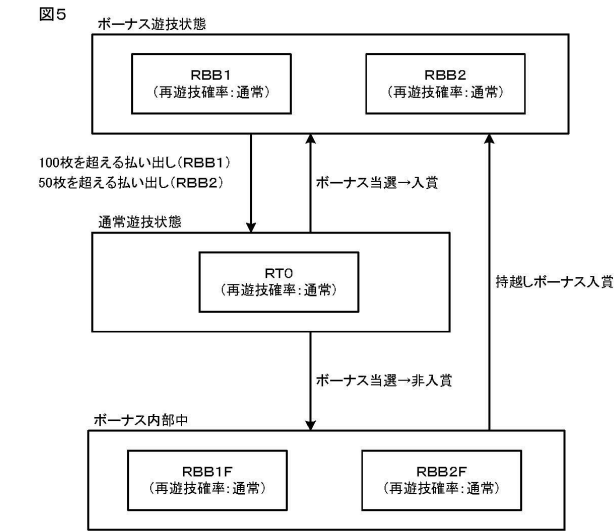 図5
ボーナス遊技状態
RBB1
(再遊技確率:通常)
RBB2
(再遊技確率:通常)
100枚を超える払い出し(RBB1)
50枚を超える払い出し(RBB2)
ボーナス当選→入賞
通常遊技状態
RT0
(再遊技確率:通常)
持越しボーナス入賞
ボーナス当選→非入賞
ボーナス内部中
RBB1F
(再遊技確率:通常)
RBB2F
(再遊技確率:通常)